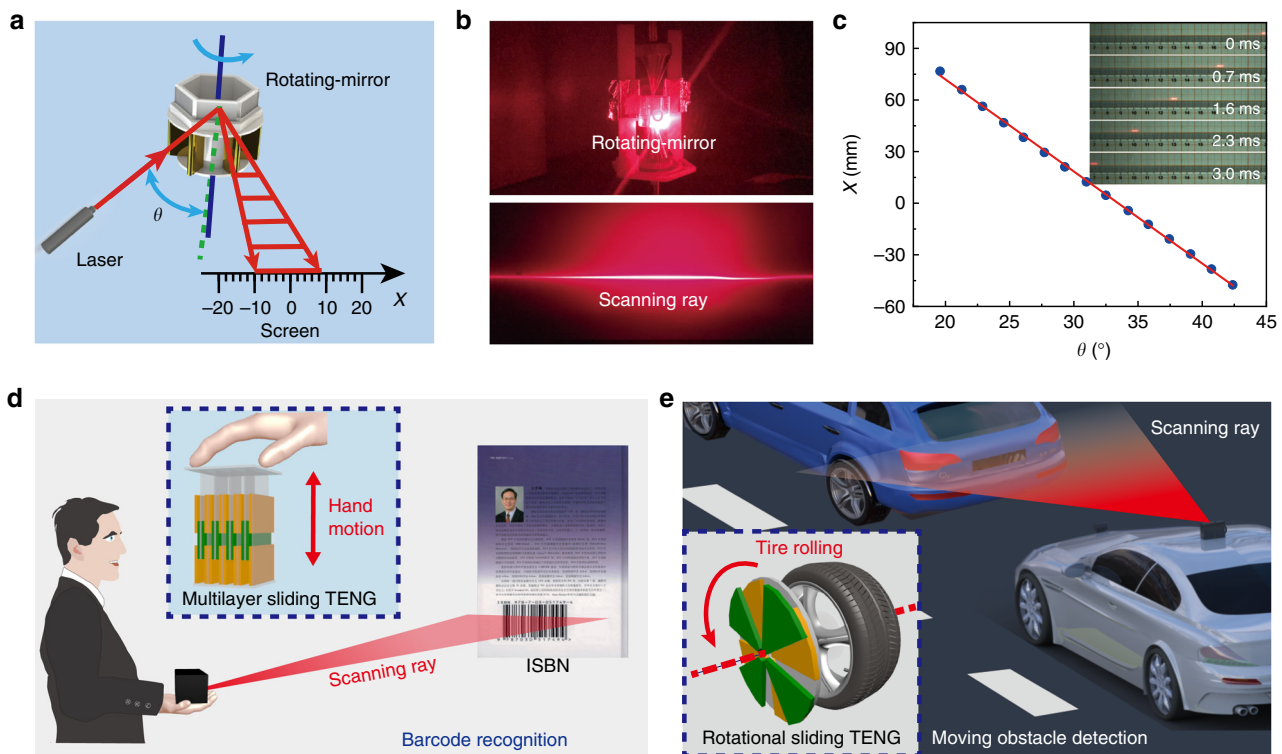 a
Rotating-mirror
θ
Laser
−20 −10 0 10 20
X
Screen
b
Rotating-mirror
Scanning ray
c
X (mm)
90
60
30
0
−30
−60
20 25 30 35 40 45
θ (°)
0 ms
0.7 ms
1.6 ms
2.3 ms
3.0 ms
d
Hand
motion
Multilayer sliding TENG
Scanning ray
ISBN
Barcode recognition
e
Scanning ray
Tire rolling
Rotational sliding TENG
Moving obstacle detection